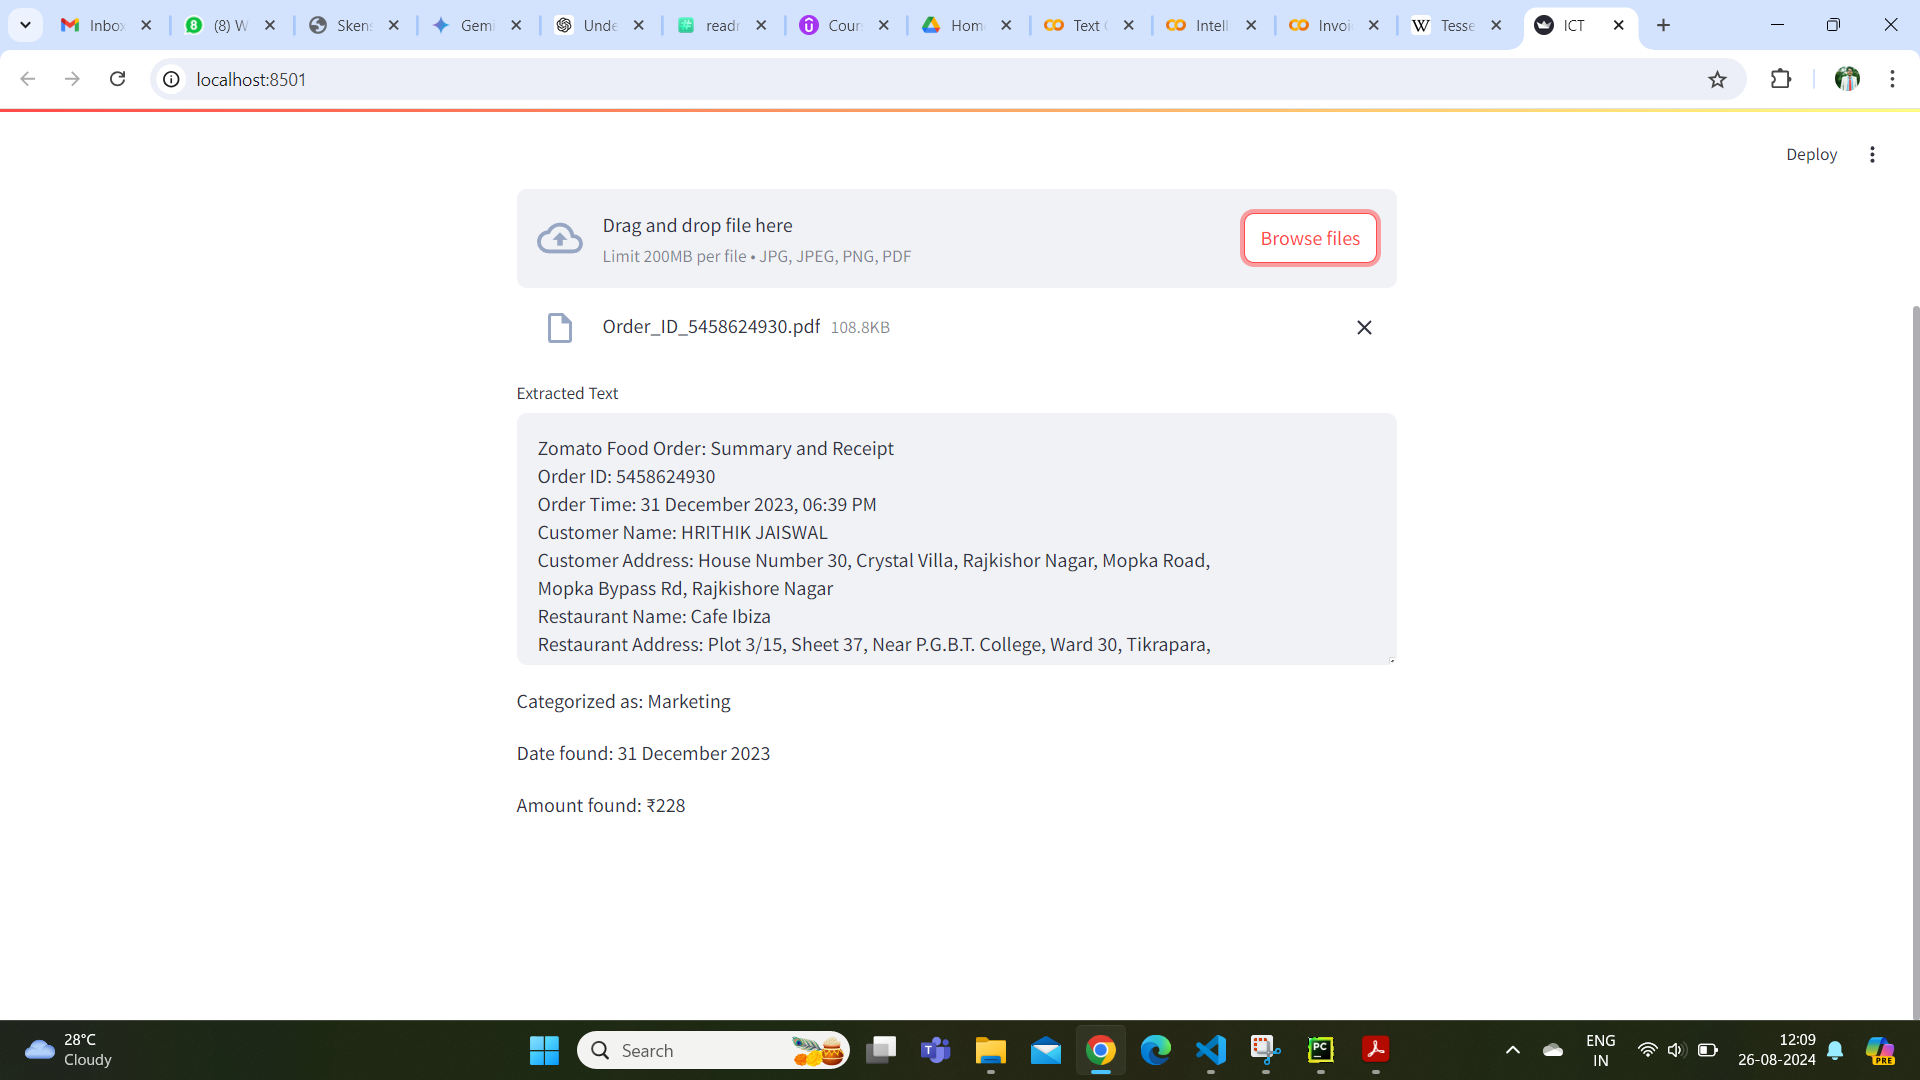 Inbox
(8) W
Skens
Gemi
Unde
readr
Cour
Hom
Text
Intell
Invoi
Tesse
ICT
localhost:8501
Deploy
Drag and drop file here
Limit 200MB per file • JPG, JPEG, PNG, PDF
Browse files
Order_ID_5458624930.pdf 108.8KB
Extracted Text
Zomato Food Order: Summary and Receipt
Order ID: 5458624930
Order Time: 31 December 2023, 06:39 PM
Customer Name: HRITHIK JAISWAL
Customer Address: House Number 30, Crystal Villa, Rajkishor Nagar, Mopka Road,
Mopka Bypass Rd, Rajkishore Nagar
Restaurant Name: Cafe Ibiza
Restaurant Address: Plot 3/15, Sheet 37, Near P.G.B.T. College, Ward 30, Tikrapara,
Categorized as: Marketing
Date found: 31 December 2023
Amount found: ₹228
28°C
Cloudy
Search
ENG
IN
12:09
26-08-2024
PRE